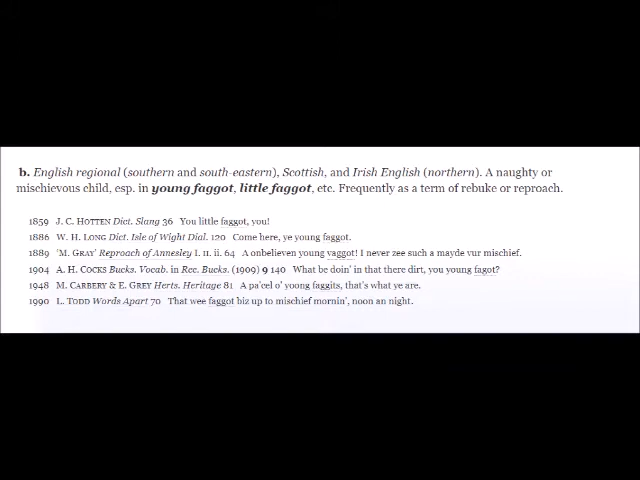 b. English regional (southern and south-eastern), Scottish, and Irish English (northern). A naughty or
mischievous child, esp. in young faggot, little faggot, etc. Frequently as a term of rebuke or reproach.
1859 J. C. HOTTEN Dict. Slang 36 You little faggot, you!
1886 W. H. LONG Dict. Isle of Wight Dial. 120 Come here, ye young faggot.
1889 'M. GRAY' Reproach of Annesley I. II. ii. 64 A onbelieven young vaggot! I never zee such a mayde vur mischief.
1904 A. H. COCKS Bucks. Vocab. in Rec. Bucks. (1909) 9 140 What be doin' in that there dirt, you young fagot?
1948 M. CARBERY & E. GREY Herts. Heritage 81 A pa'cel o' yoong faggits, that's what ye are.
1990 L. TODD Words Apart 70 That wee faggot biz up to mischief mornin', noon an night.